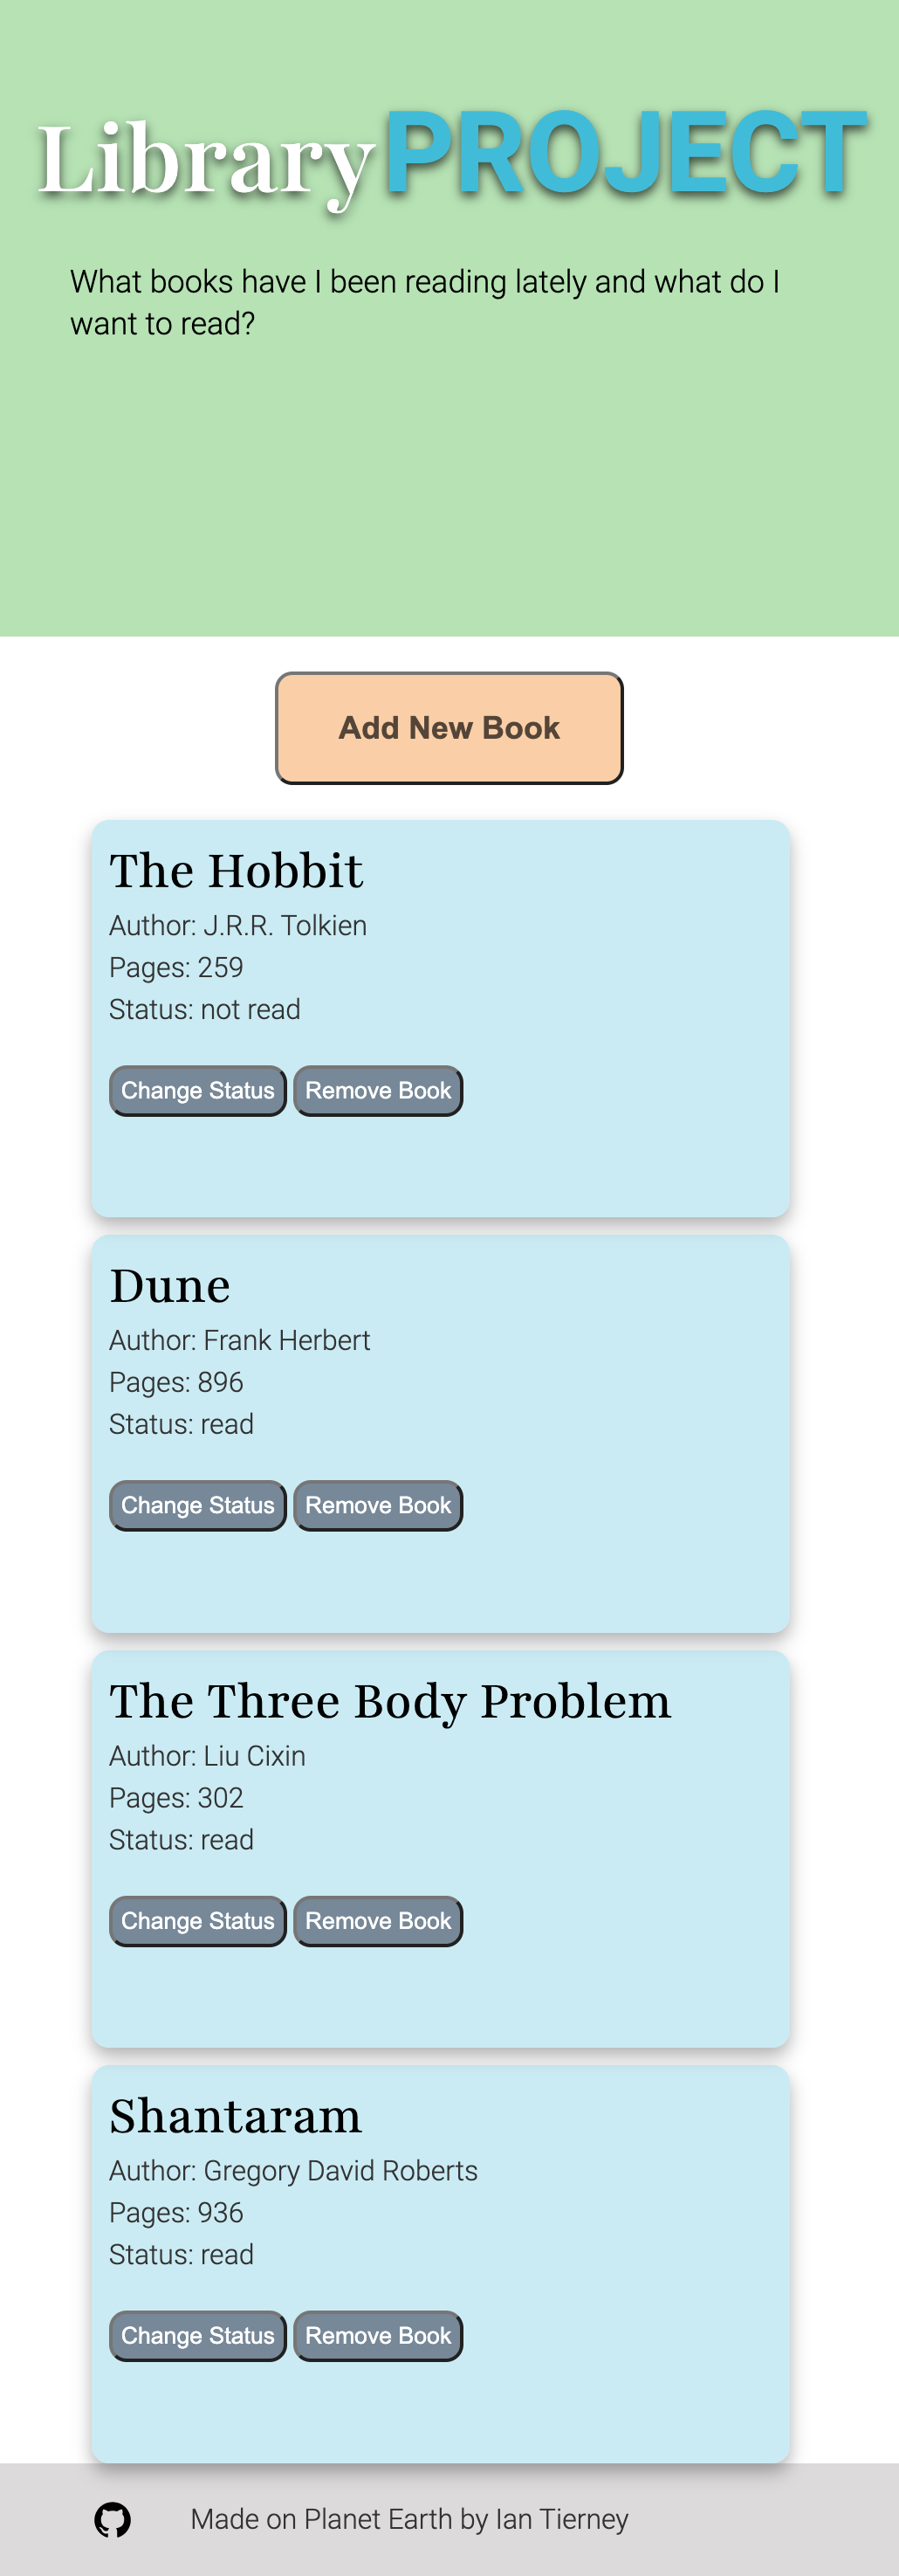 Library PROJECT
What books have I been reading lately and what do I
want to read?
Add New Book
The Hobbit
Author: J.R.R. Tolkien
Pages: 259
Status: not read
Change Status Remove Book
Dune
Author: Frank Herbert
Pages: 896
Status: read
Change Status Remove Book
The Three Body Problem
Author: Liu Cixin
Pages: 302
Status: read
Change Status Remove Book
Shantaram
Author: Gregory David Roberts
Pages: 936
Status: read
Change Status Remove Book
Made on Planet Earth by Ian Tierney